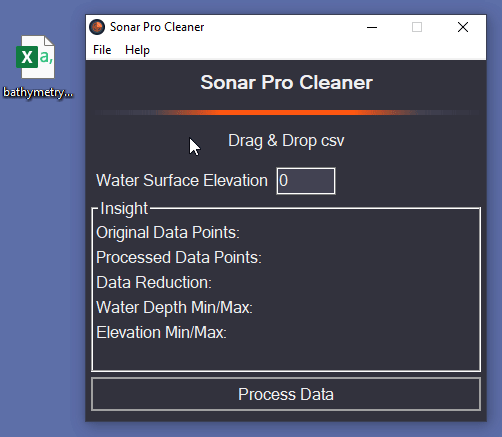 Sonar Pro Cleaner
File Help
Sonar Pro Cleaner
X a,
bathymetry...
Drag & Drop csv
Water Surface Elevation 0
Insight
Original Data Points:
Processed Data Points:
Data Reduction:
Water Depth Min/Max:
Elevation Min/Max:
Process Data